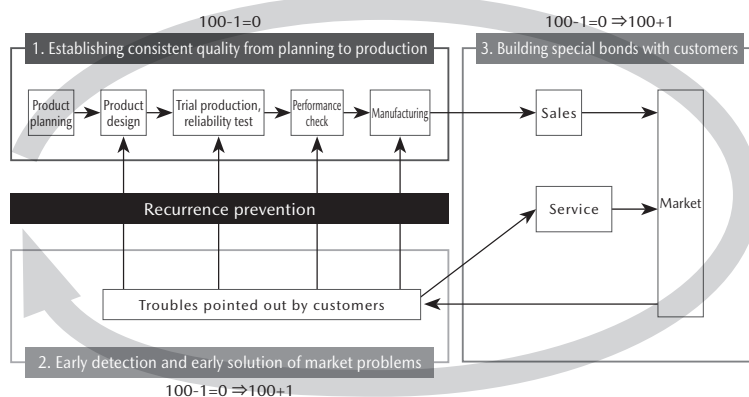 100-1=0
1. Establishing consistent quality from planning to production
Product
planning
Product
design
Trial production,
reliability test
Performance
check
Manufacturing
Recurrence prevention
Troubles pointed out by customers
2. Early detection and early solution of market problems
100-1=0 ⇒100+1
100-1=0 ⇒100+1
3. Building special bonds with customers
Sales
Service
Market